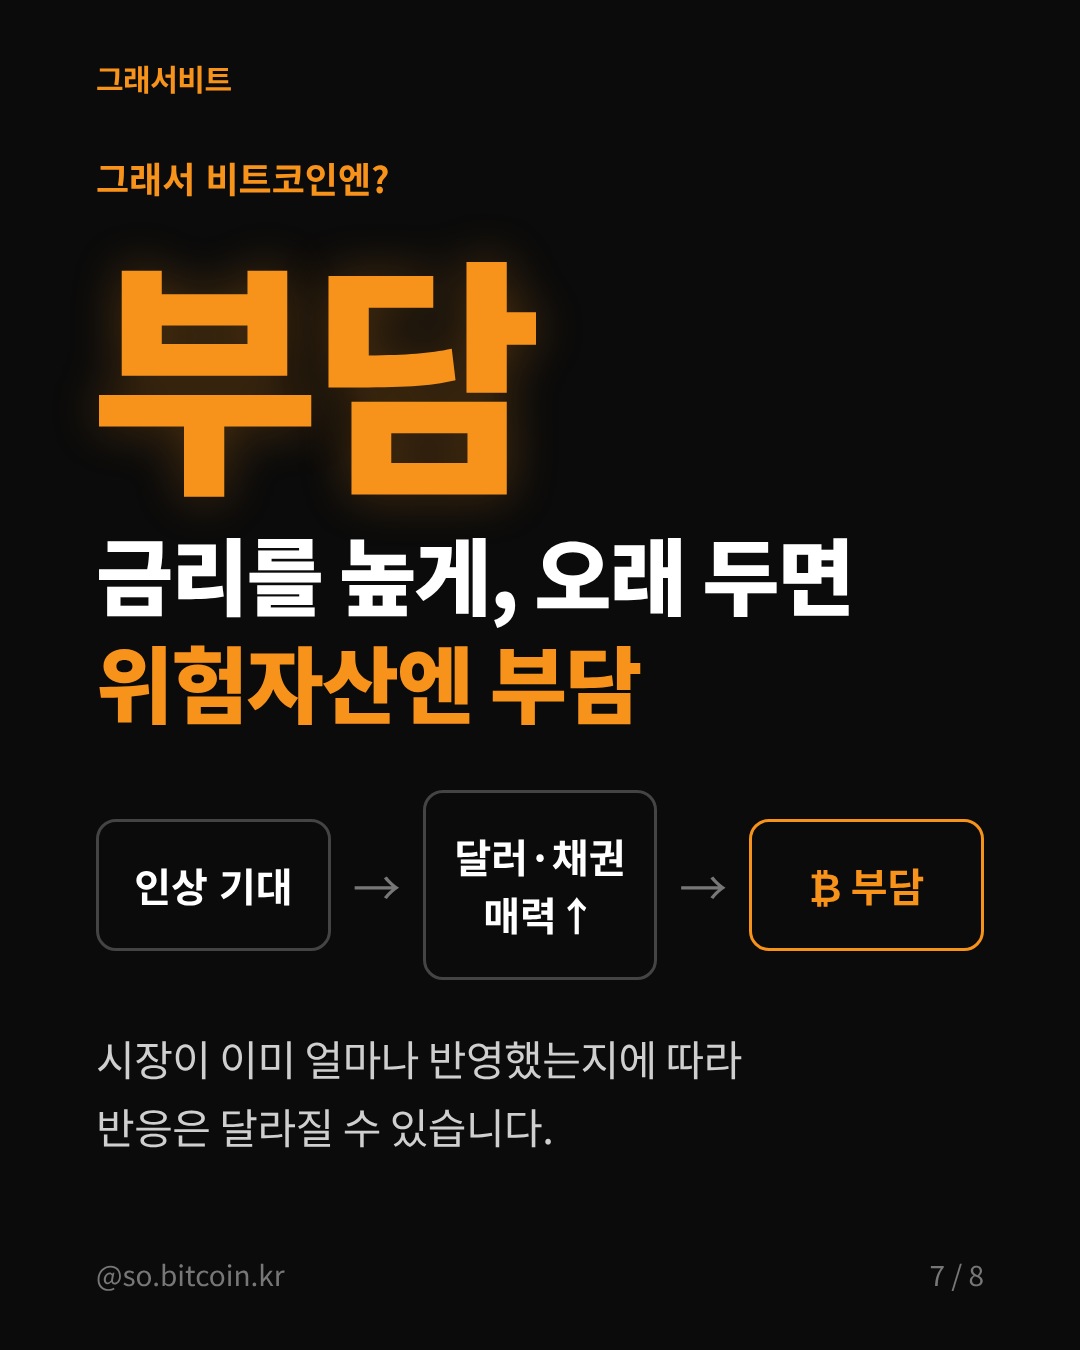 그래서비트
그래서 비트코인엔?
부담
금리를 높게, 오래 두면
위험자산엔 부담
인상 기대
→
달러·채권
매력↑
→
₿ 부담
시장이 이미 얼마나 반영했는지에 따라
반응은 달라질 수 있습니다.
@so.bitcoin.kr
7 / 8